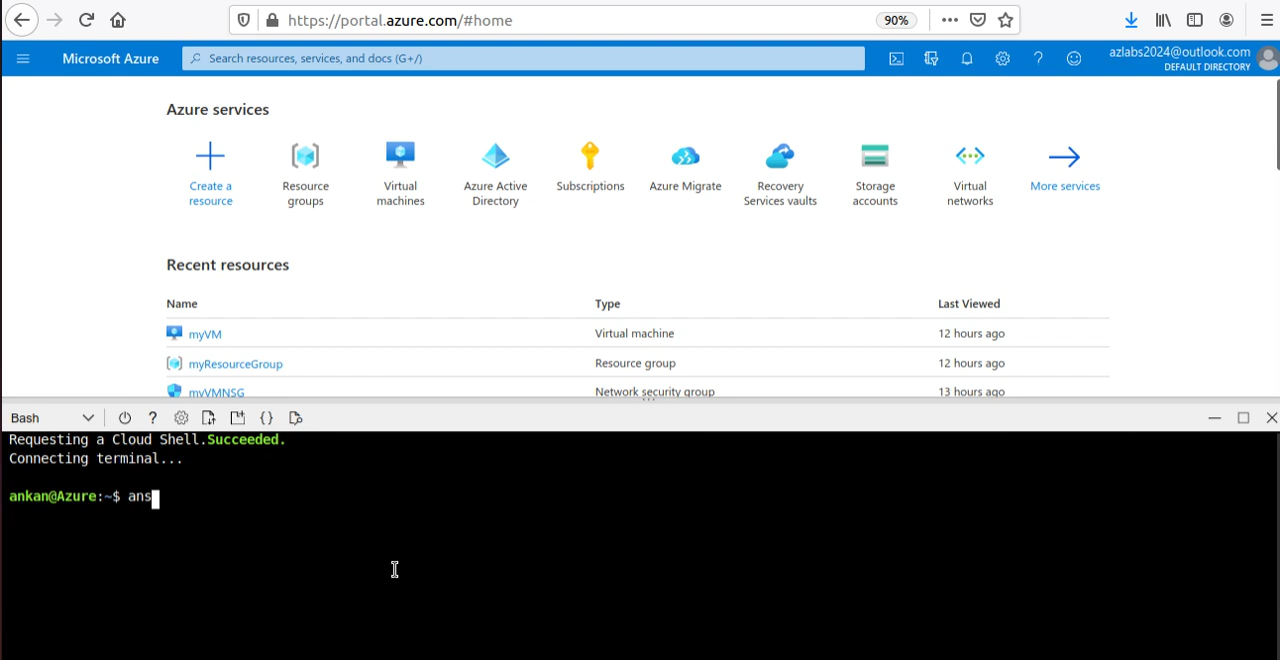 https://portal.azure.com/#home
90%
Microsoft Azure
Search resources, services, and docs (G+/)
azlabs2024@outlook.com
DEFAULT DIRECTORY
Azure services
Create a resource
Resource groups
Virtual machines
Azure Active Directory
Subscriptions
Azure Migrate
Recovery Services vaults
Storage accounts
Virtual networks
More services
Recent resources
Name Type Last Viewed
myVM Virtual machine 12 hours ago
myResourceGroup Resource group 12 hours ago
myVMNSG Network security group 13 hours ago
Bash
Requesting a Cloud Shell.Succeeded.
Connecting terminal...
ankan@Azure:~$ ans